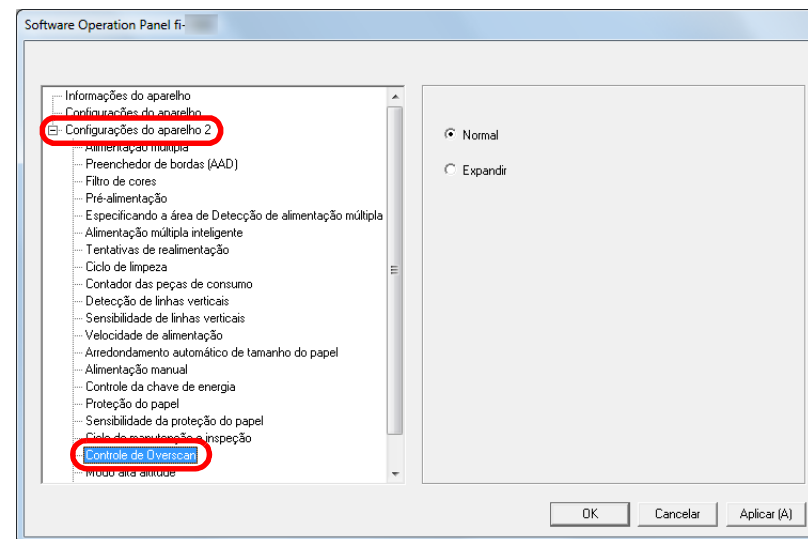 Software Operation Panel fi-
Informações do aparelho
Configurações do aparelho
Configurações do aparelho 2
Alimentação múltipla
Preenchedor de bordas (AAD)
Filtro de cores
Pré-alimentação
Especificando a área de Detecção de alimentação múltipla
Alimentação múltipla inteligente
Tentativas de realimentação
Ciclo de limpeza
Contador das peças de consumo
Detecção de linhas verticais
Sensibilidade de linhas verticais
Velocidade de alimentação
Arredondamento automático de tamanho do papel
Alimentação manual
Controle da chave de energia
Proteção do papel
Sensibilidade da proteção do papel
Ciclo de manutenção e inspeção
Controle de Overscan
Modo alta altitude
Normal
Expandir
OK
Cancelar
Aplicar (A)